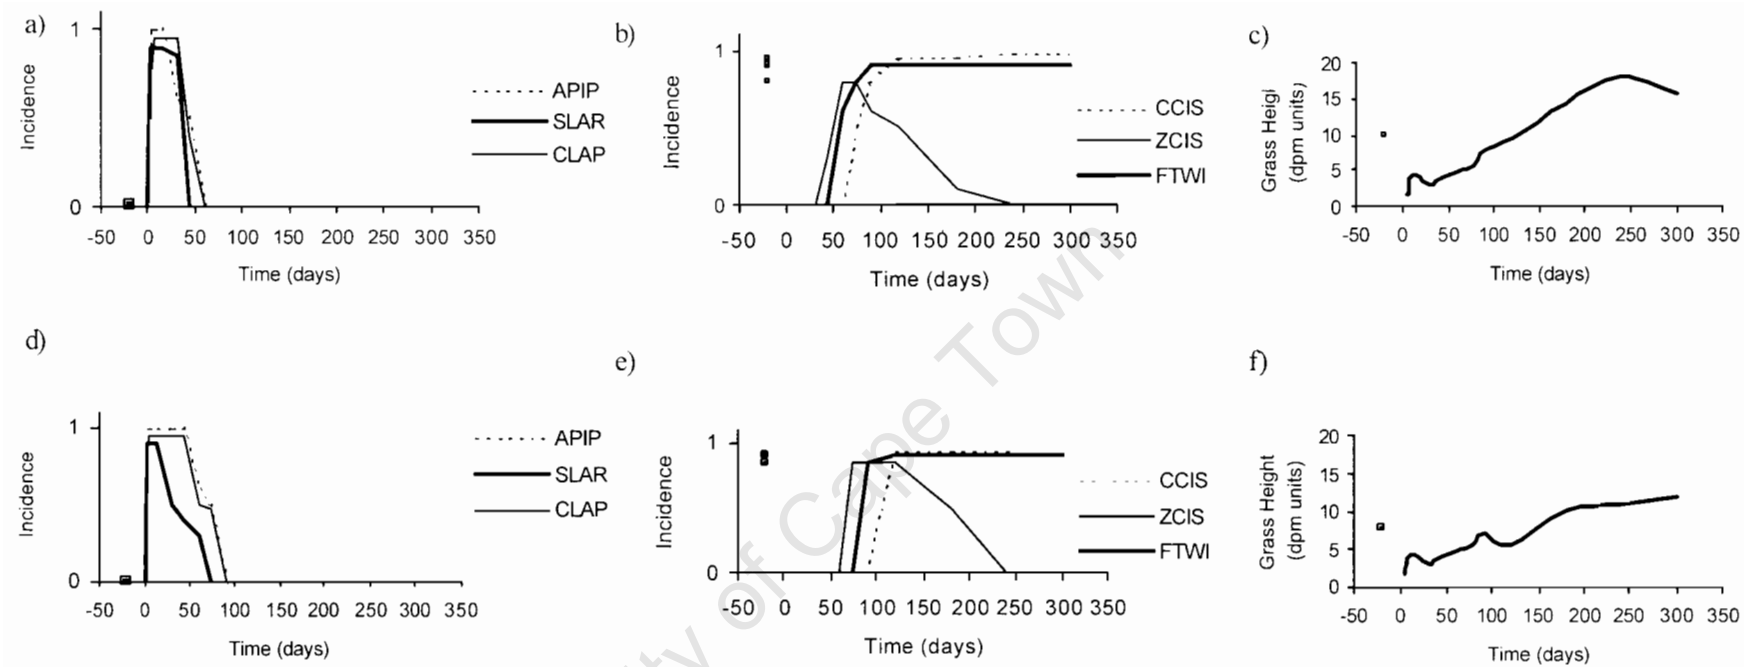 a)
1
0
Incidence
-50 0 50 100 150 200 250 300 350
Time (days)
APIP
SLAR
CLAP
b)
1
0
Incidence
-50 0 50 100 150 200 250 300 350
Time (days)
CCIS
ZCIS
FTWI
c)
20
15
10
5
0
Grass Heigl
(dpm units)
-50 0 50 100 150 200 250 300 350
Time (days)
d)
1
0
Incidence
-50 0 50 100 150 200 250 300 350
Time (days)
APIP
SLAR
CLAP
e)
1
0
Incidence
-50 0 50 100 150 200 250 300 350
Time (days)
CCIS
ZCIS
FTWI
f)
20
15
10
5
0
Grass Height
(dpm units)
-50 0 50 100 150 200 250 300 350
Time (days)
ity of Cape Town